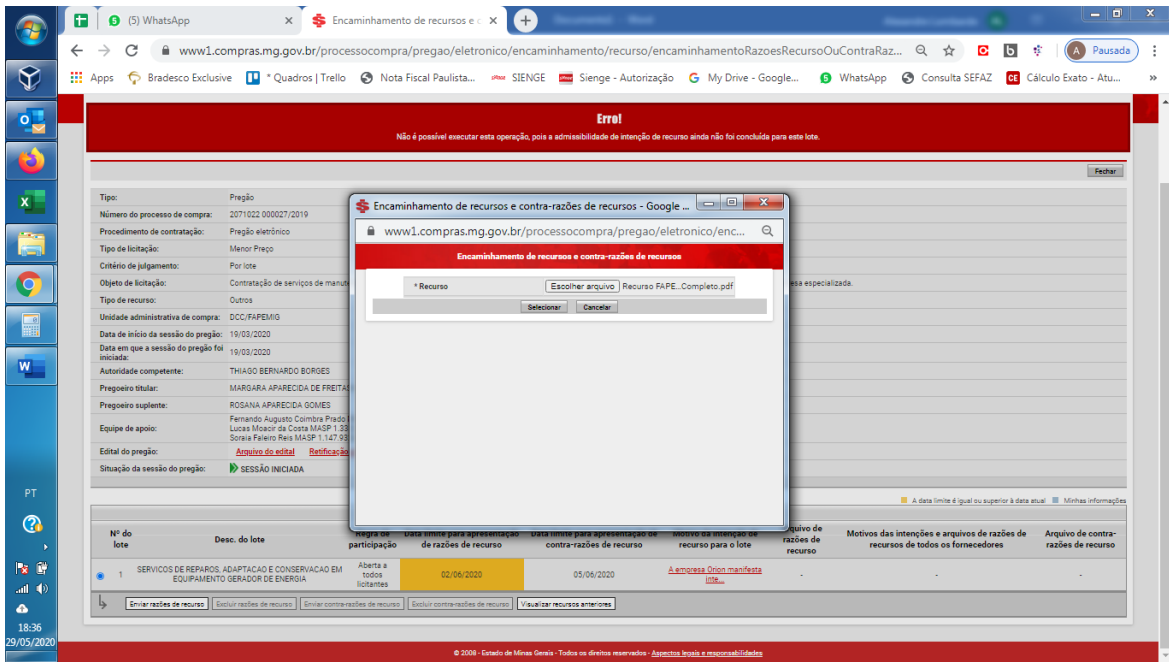 (5) WhatsApp
Encaminhamento de recursos e c
www1.compras.mg.gov.br/processocompra/pregao/eletronico/encaminhamento/recurso/encaminhamentoRazoesRecursoOuContraRaz...
A Pausada
Apps Bradesco Exclusive * Quadros | Trello Nota Fiscal Paulista... SIENGE Sienge - Autorização My Drive - Google... WhatsApp Consulta SEFAZ CE Cálculo Exato - Atu... »
Erro!
Não é possível executar esta operação, pois a admissibilidade de intenção de recurso ainda não foi concluída para este lote.
Fechar
Tipo: Pregão
Número do processo de compra: 2071022 000027/2019
Procedimento de contratação: Pregão eletrônico
Tipo de licitação: Menor Preço
Critério de julgamento: Por lote
Objeto de licitação: Contratação de serviços de manute
esa especializada.
Tipo de recurso: Outros
Unidade administrativa de compra: DCC/FAPEMIG
Data de início da sessão do pregão: 19/03/2020
Data em que a sessão do pregão foi iniciada: 19/03/2020
Autoridade competente: THIAGO BERNARDO BORGES
Pregoeiro titular: MARGARA APARECIDA DE FREITAS
Pregoeiro suplente: ROSANA APARECIDA GOMES
Equipe de apoio: Fernando Augusto Coimbra Prado
Lucas Moacir da Costa MASP 1.33
Soraia Faleiro Reis MASP 1.147.93
Edital do pregão: Arquivo do edital Retificação
Situação da sessão do pregão: SESSÃO INICIADA
Encaminhamento de recursos e contra-razões de recursos - Google ...
www1.compras.mg.gov.br/processocompra/pregao/eletronico/enc...
Encaminhamento de recursos e contra-razões de recursos
* Recurso Escolher arquivo Recurso FAPE...Completo.pdf
Selecionar Cancelar
A data limite é igual ou superior à data atual Minhas informações
Nº do lote
Desc. do lote
Regra de participação
Data limite para apresentação de razões de recurso
Data limite para apresentação de contra-razões de recurso
Motivo da intenção de recurso para o lote
rquivo de razões de recurso
Motivos das intenções e arquivos de razões de recursos de todos os fornecedores
Arquivo de contra-razões de recurso
1 SERVICOS DE REPAROS, ADAPTACAO E CONSERVACAO EM EQUIPAMENTO GERADOR DE ENERGIA Aberta a todos licitantes 02/06/2020 05/06/2020 A empresa Orion manifesta inte... - - -
Enviar razões de recurso Excluir razões de recurso Enviar contra-razões de recurso Excluir contra-razões de recurso Visualizar recursos anteriores
© 2008 - Estado de Minas Gerais - Todos os direitos reservados - Aspectos legais e responsabilidades
PT
18:36
29/05/2020